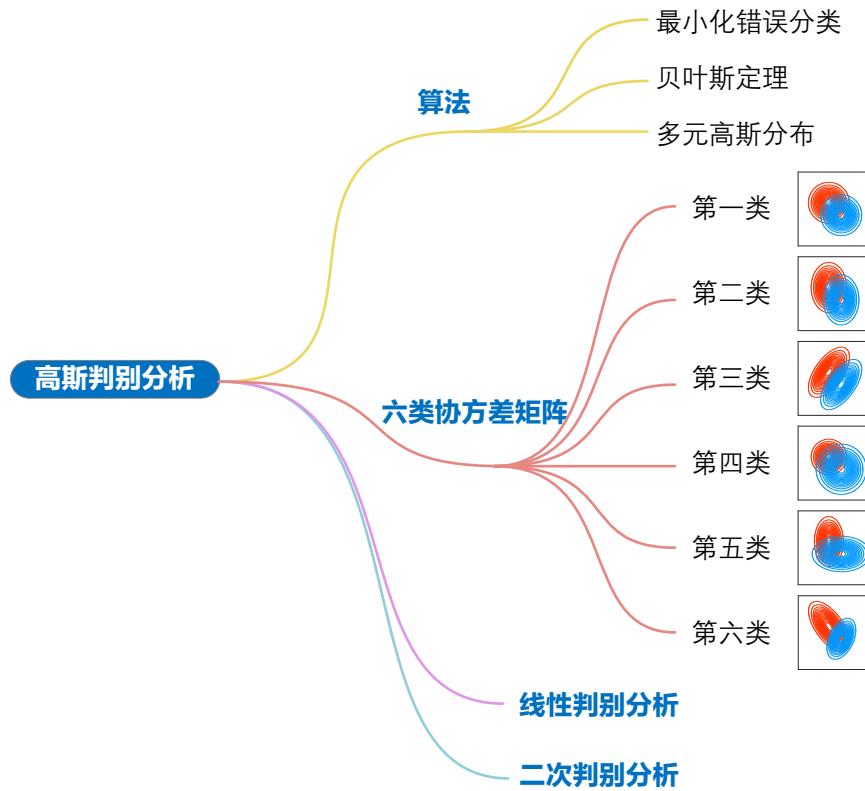 最小化错误分类
算法
贝叶斯定理
多元高斯分布
第一类
第二类
第三类
高斯判别分析
六类协方差矩阵
第四类
第五类
第六类
线性判别分析
二次判别分析